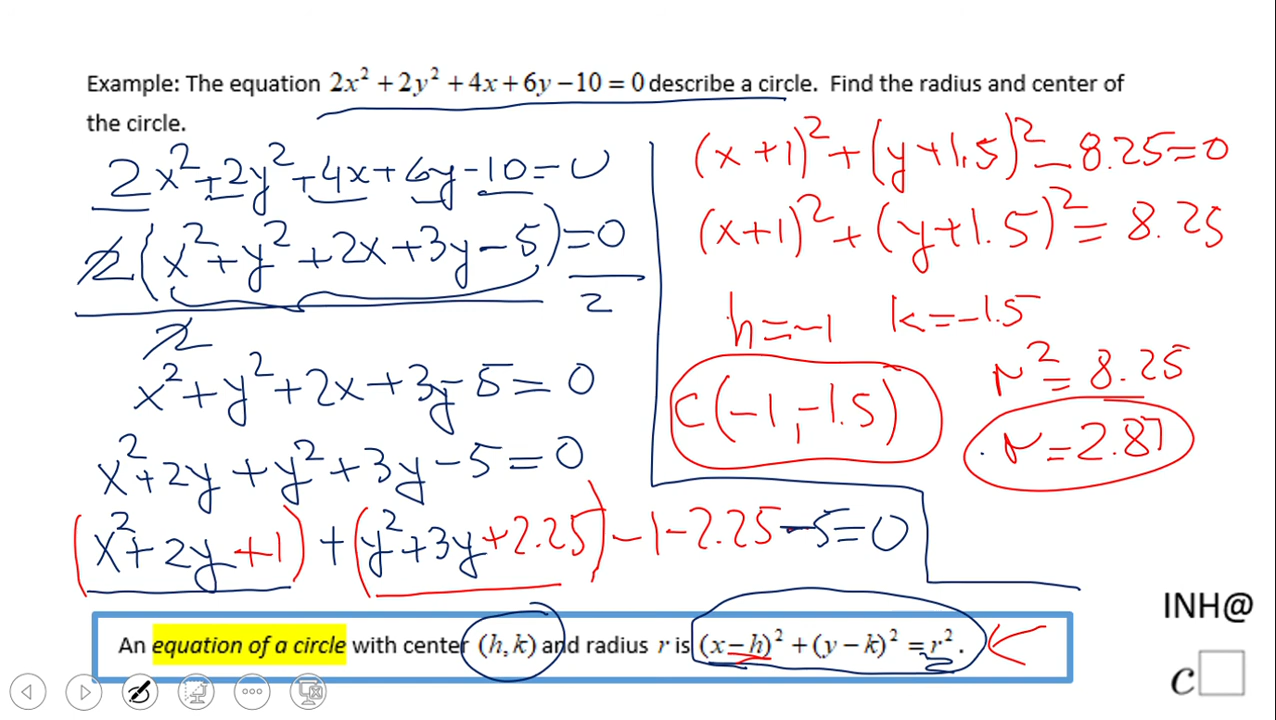 Example: The equation 2x² + 2y² + 4x + 6y − 10 = 0 describe a circle. Find the radius and center of
the circle.
2x²+2y²+4x+6y-10=0
2(x²+y²+2x+3y-5)=0
2
2
x²+y²+2x+3y-5=0
x²+2y+y²+3y-5=0
(x²+2y+1)+(y²+3y+2.25)-1-2.25-5=0
(x+1)²+(y+1.5)²-8.25=0
(x+1)²+(y+1.5)²=8.25
h=-1 k=-1.5
r²=8.25
C(-1,-1.5)
r=2.87
An equation of a circle with center (h,k) and radius r is (x−h)² + (y−k)² = r².
INH@
c